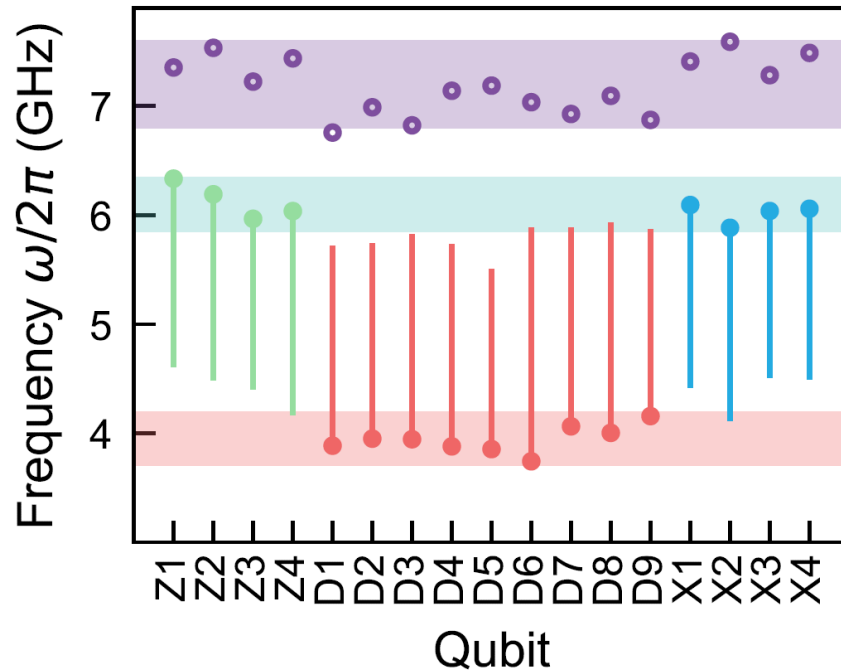 Frequency ω/2π (GHz)
7
6
5
4
Z1 Z2 Z3 Z4 D1 D2 D3 D4 D5 D6 D7 D8 D9 X1 X2 X3 X4
Qubit